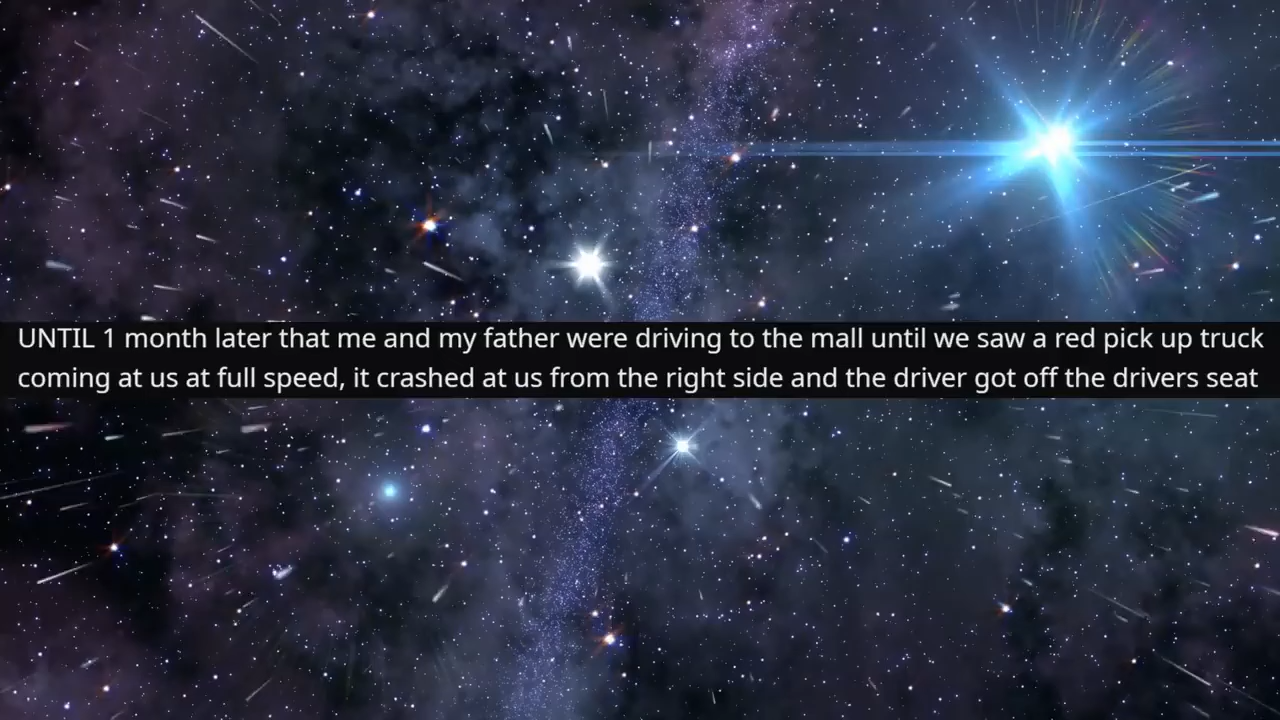 UNTIL 1 month later that me and my father were driving to the mall until we saw a red pick up truck
coming at us at full speed, it crashed at us from the right side and the driver got off the drivers seat